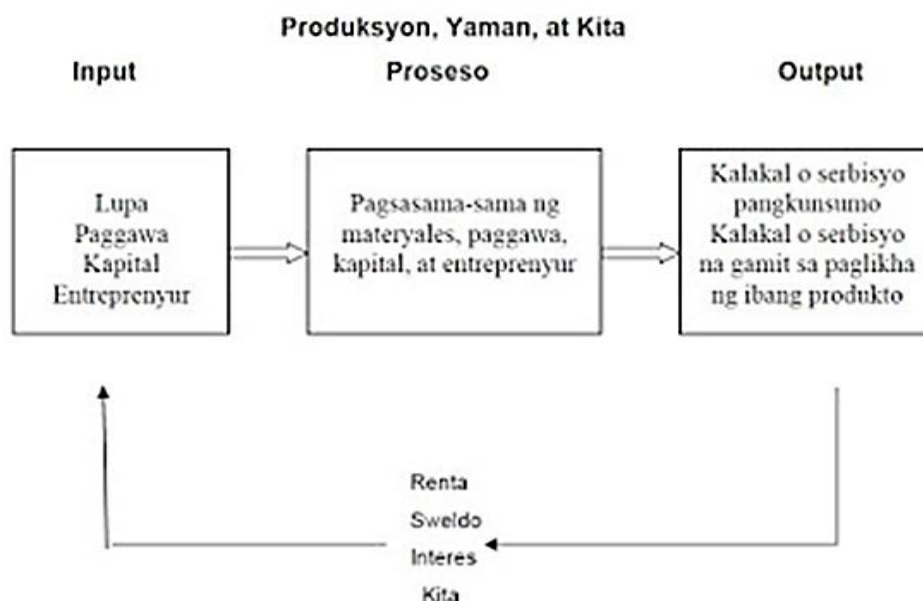 Produksyon, Yaman, at Kita
Input
Proseso
Output
Lupa
Paggawa
Kapital
Entreprenyur
Pagsasama-sama ng
materyales, paggawa,
kapital, at entreprenyur
Kalakal o serbisyo
pangkunsumo
Kalakal o serbisyo
na gamit sa paglikha
ng ibang produkto
Renta
Sweldo
Interes
Kita